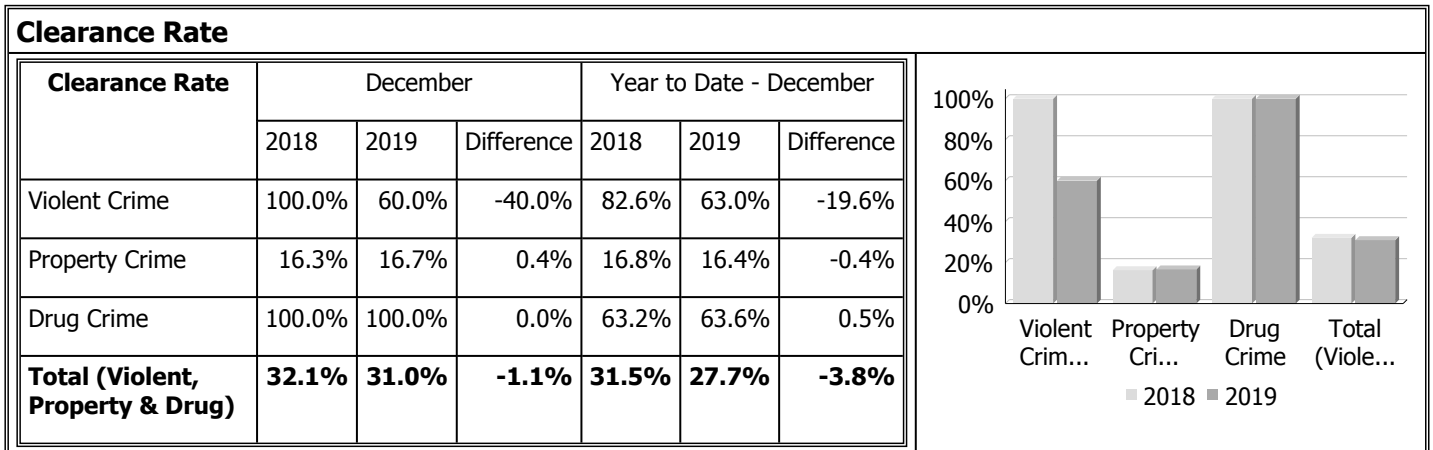 Clearance Rate
Clearance Rate December Year to Date - December
2018 2019 Difference 2018 2019 Difference
Violent Crime 100.0% 60.0% -40.0% 82.6% 63.0% -19.6%
Property Crime 16.3% 16.7% 0.4% 16.8% 16.4% -0.4%
Drug Crime 100.0% 100.0% 0.0% 63.2% 63.6% 0.5%
Total (Violent, 32.1% 31.0% -1.1% 31.5% 27.7% -3.8%
Property & Drug)
100%
80%
60%
40%
20%
0%
Violent Property Drug Total
Crim... Cri... Crime (Viole...
2018 2019